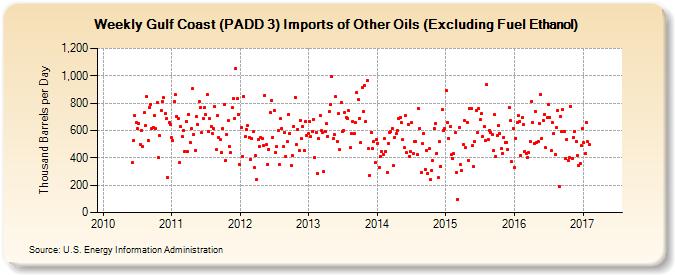 Weekly Gulf Coast (PADD 3) Imports of Other Oils (Excluding Fuel Ethanol)
Thousand Barrels per Day
1,200
1,000
800
600
400
200
0
2010 2011 2012 2013 2014 2015 2016 2017
Source: U.S. Energy Information Administration